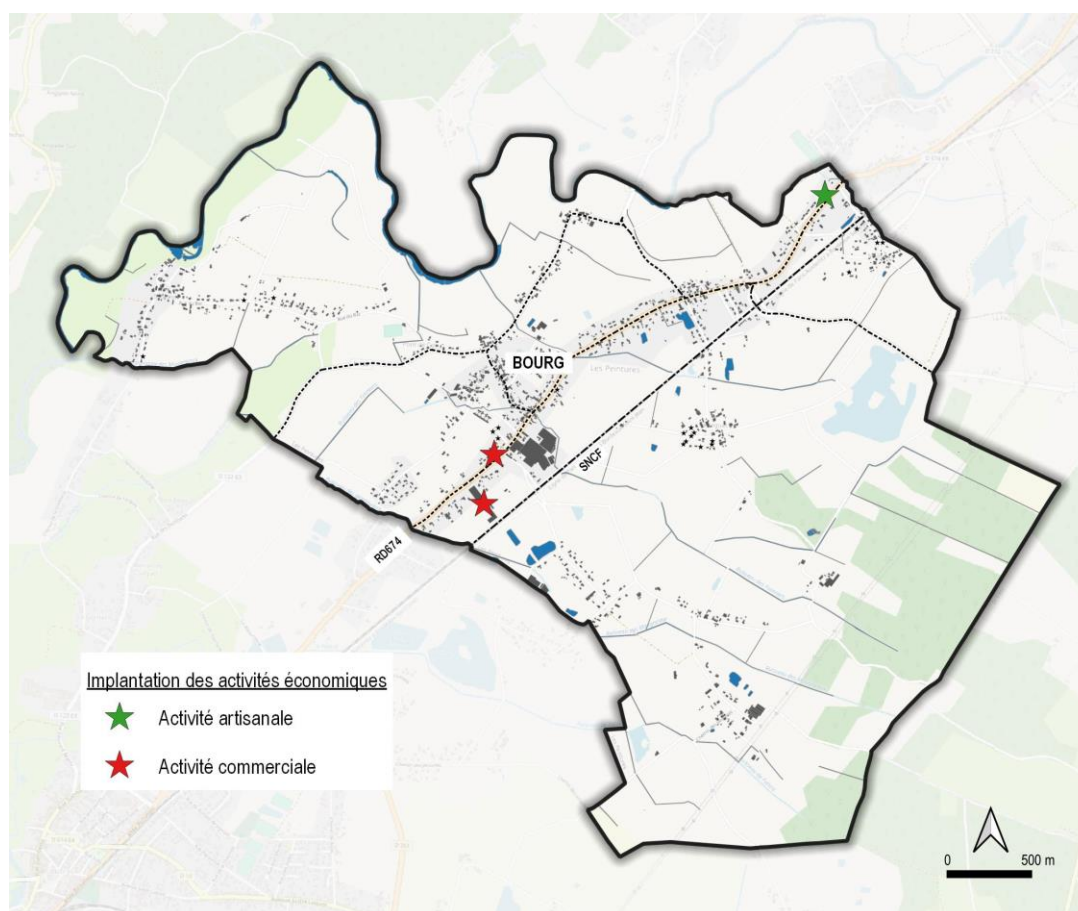 BOURG
Les Peintures
SNCF
RD674
Implantation des activités économiques
Activité artisanale
Activité commerciale
0 500 m